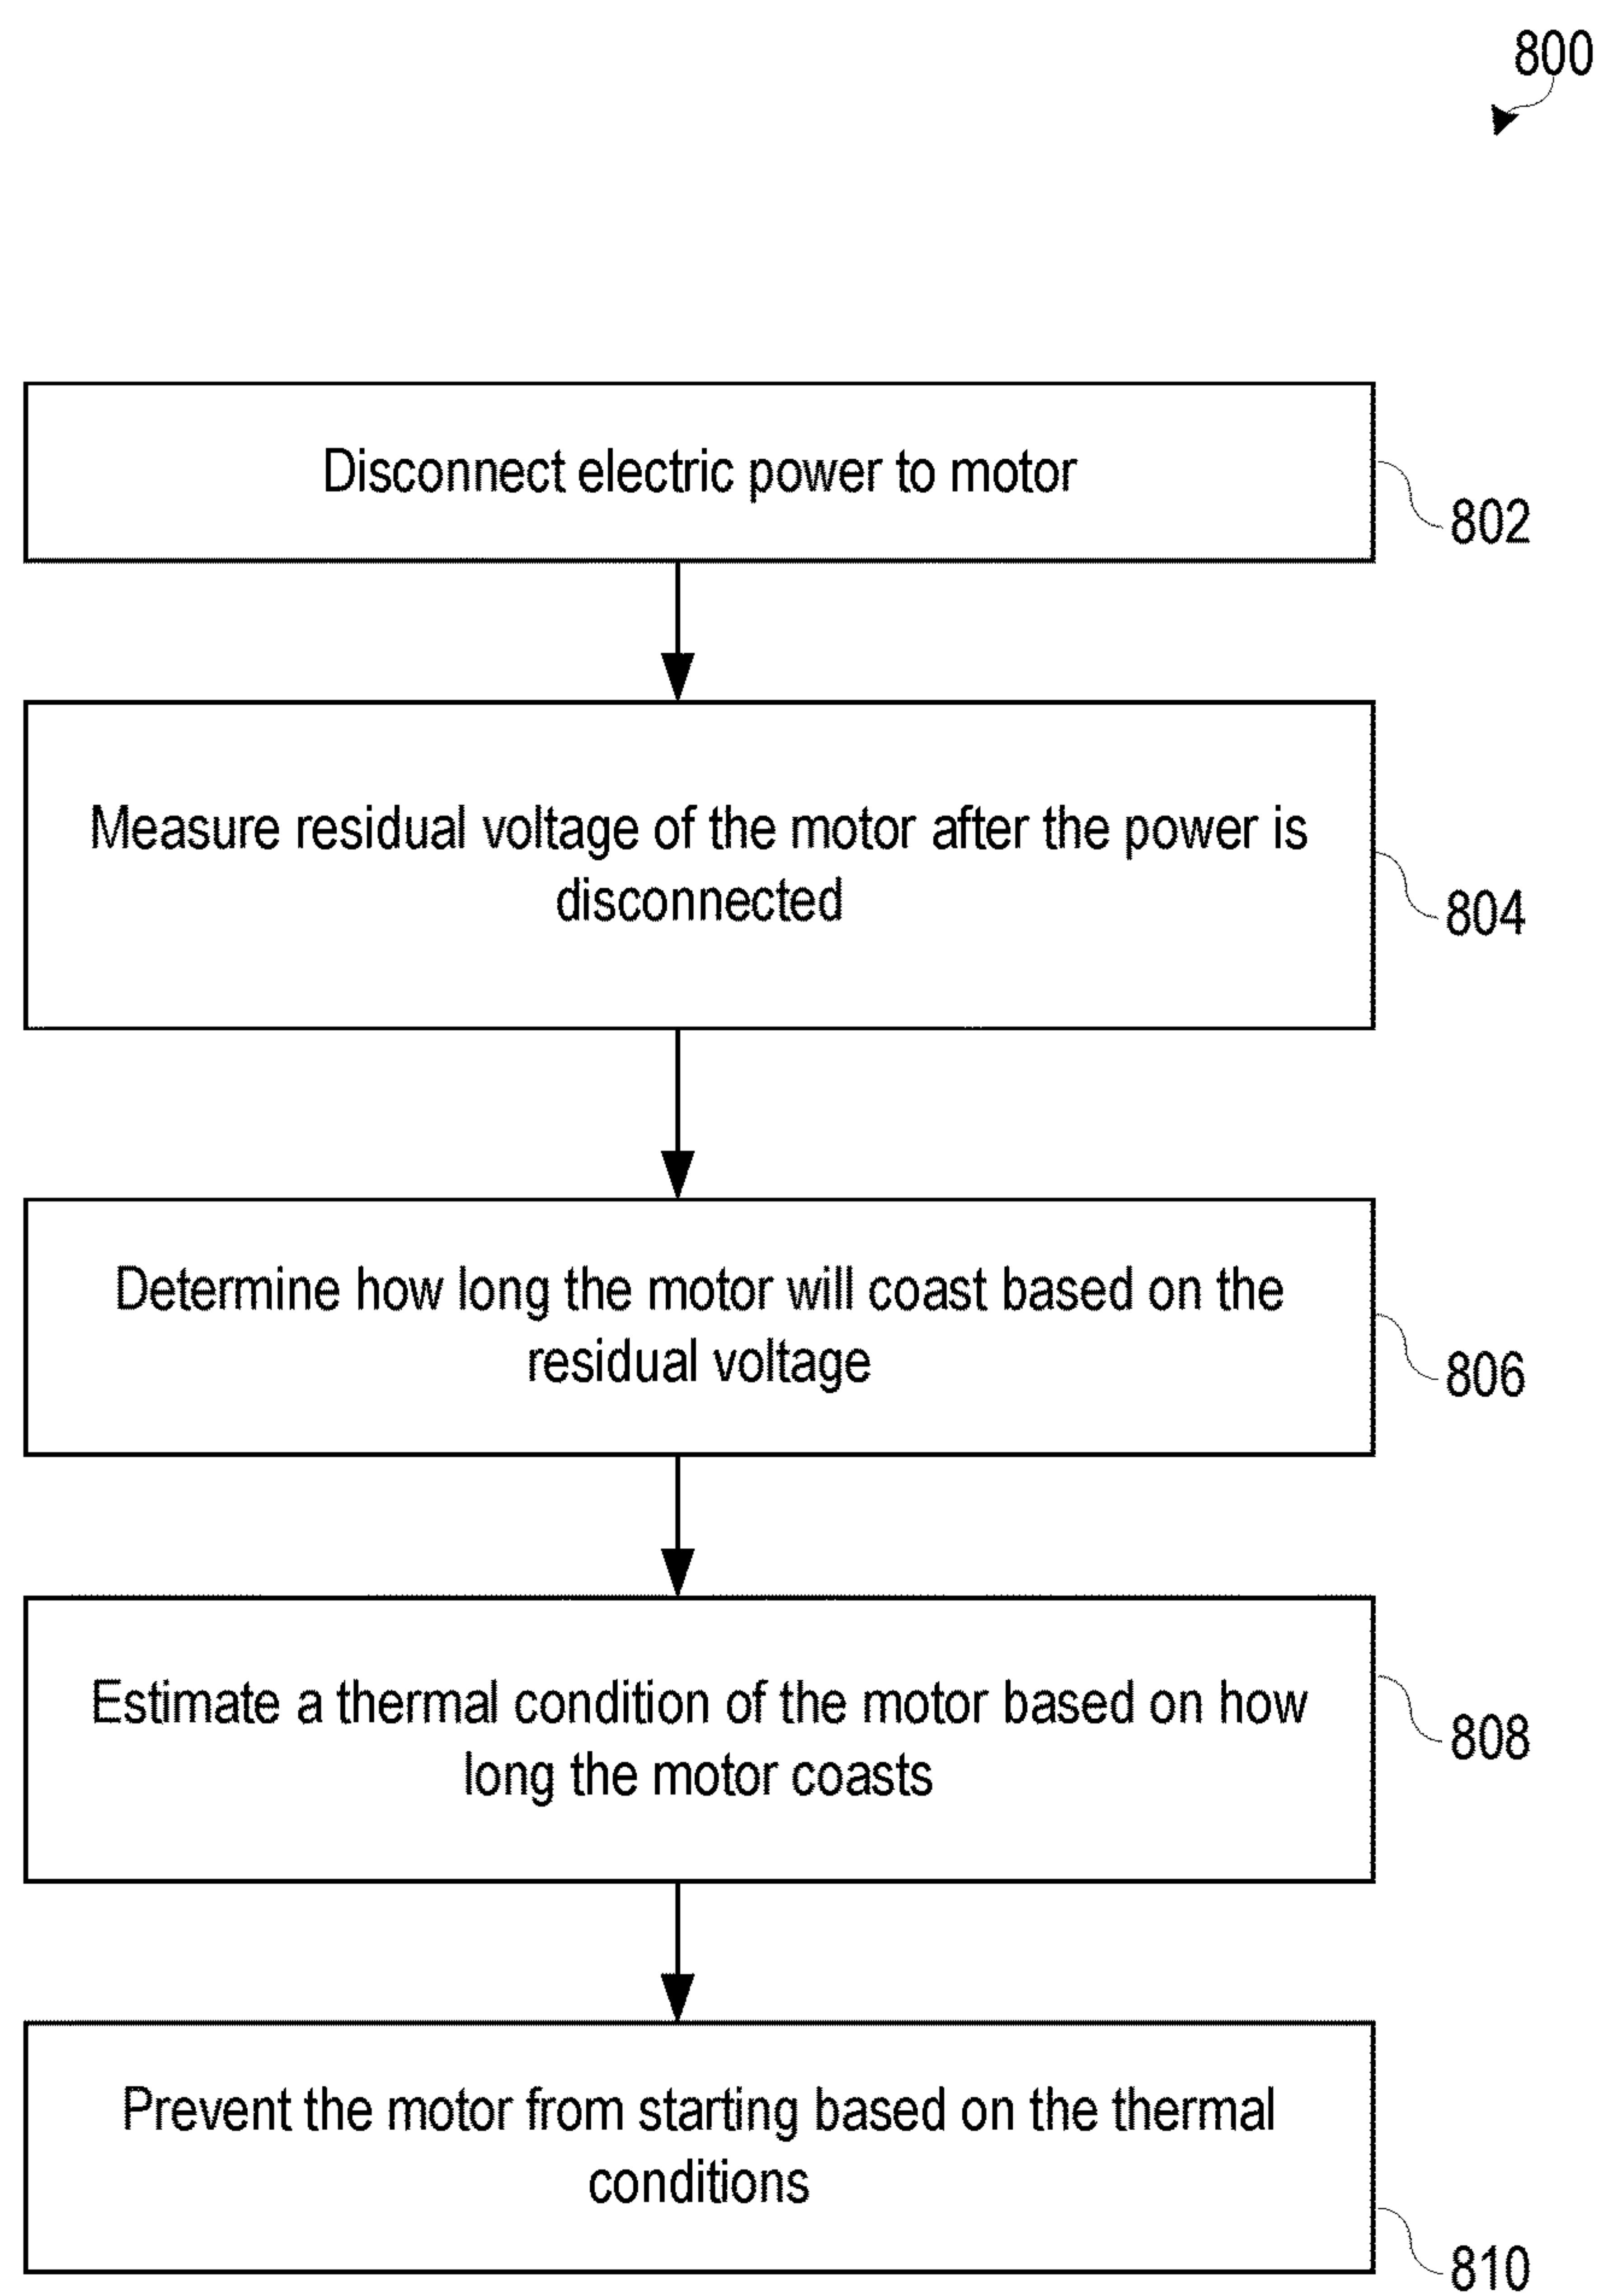 800
Disconnect electric power to motor
802
Measure residual voltage of the motor after the power is
disconnected
804
Determine how long the motor will coast based on the
residual voltage
806
Estimate a thermal condition of the motor based on how
long the motor coasts
808
Prevent the motor from starting based on the thermal
conditions
810